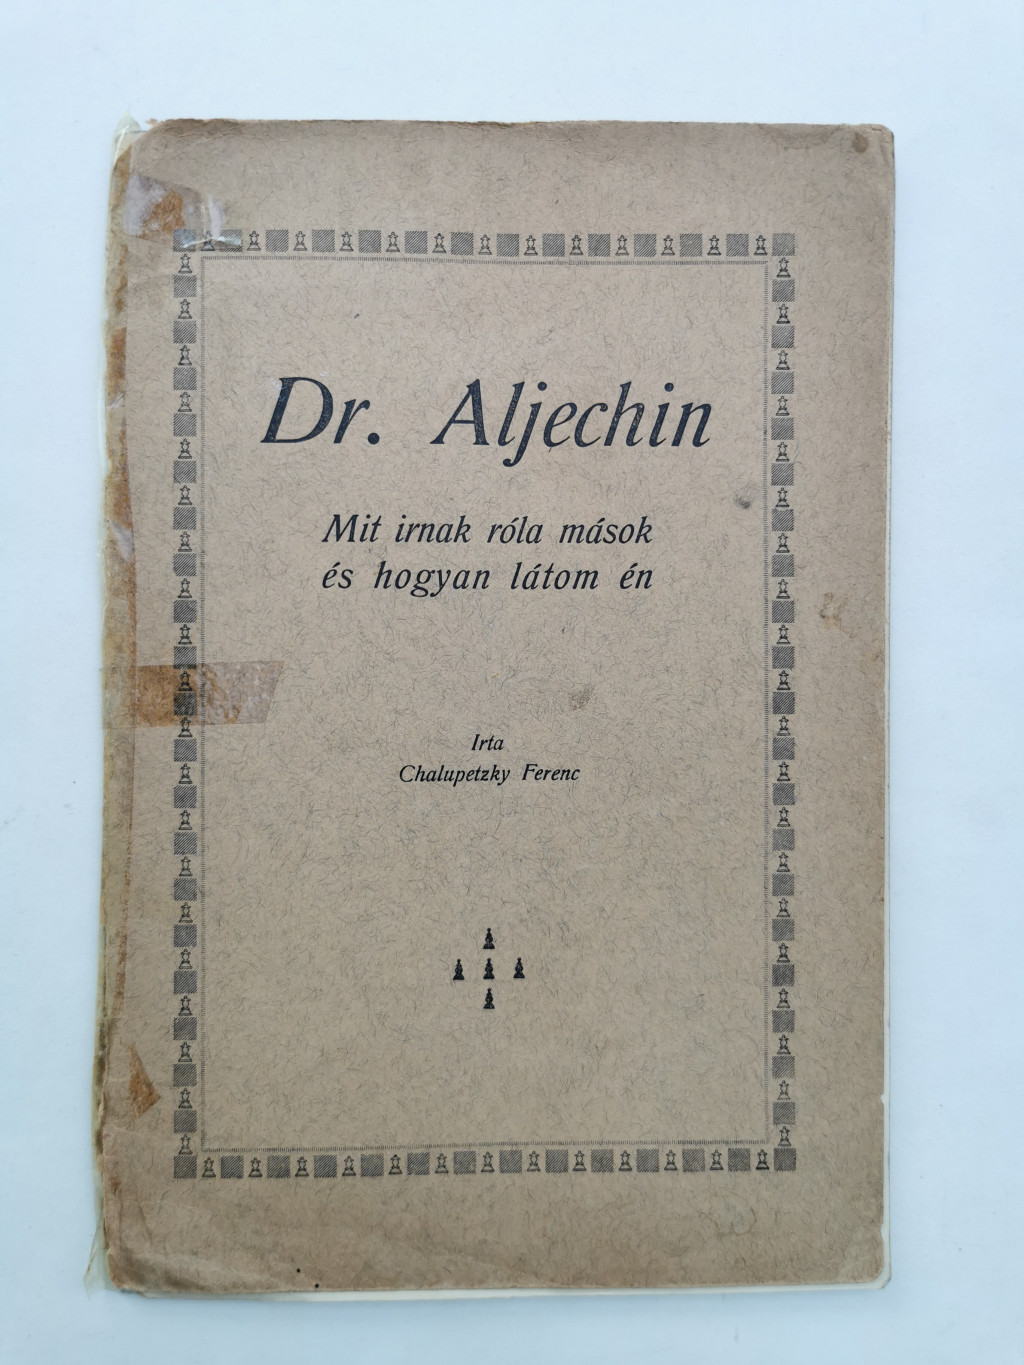 Dr. Aljechin
Mit irnak róla mások
és hogyan látom én
Irta
Chalupetzky Ferenc